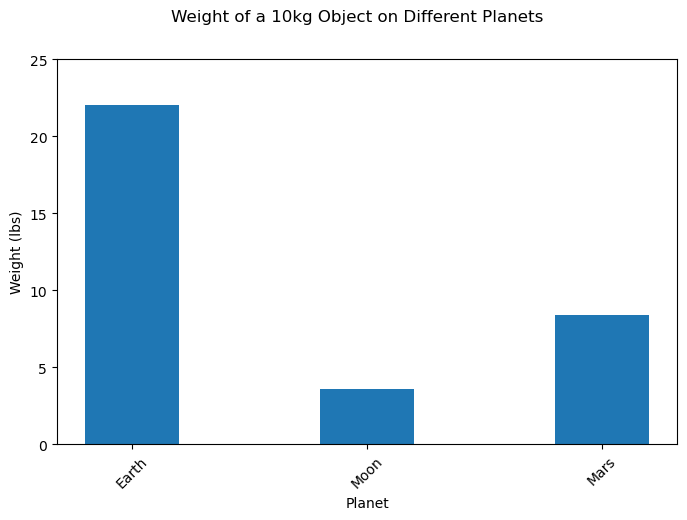 Weight of a 10kg Object on Different Planets
25
20
15
10
5
0
Weight (lbs)
Earth
Moon
Mars
Planet